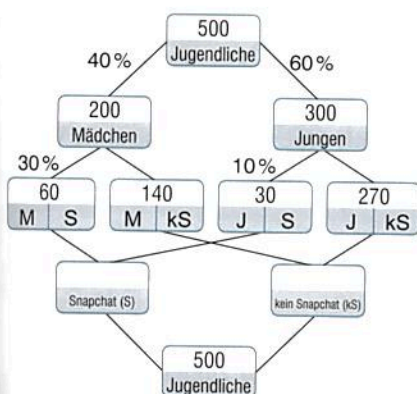 500
Jugendliche
40% 60%
200 300
Mädchen Jungen
30% 10%
60 140 30 270
M S M kS J S J kS
Snapchat (S) kein Snapchat (kS)
500
Jugendliche